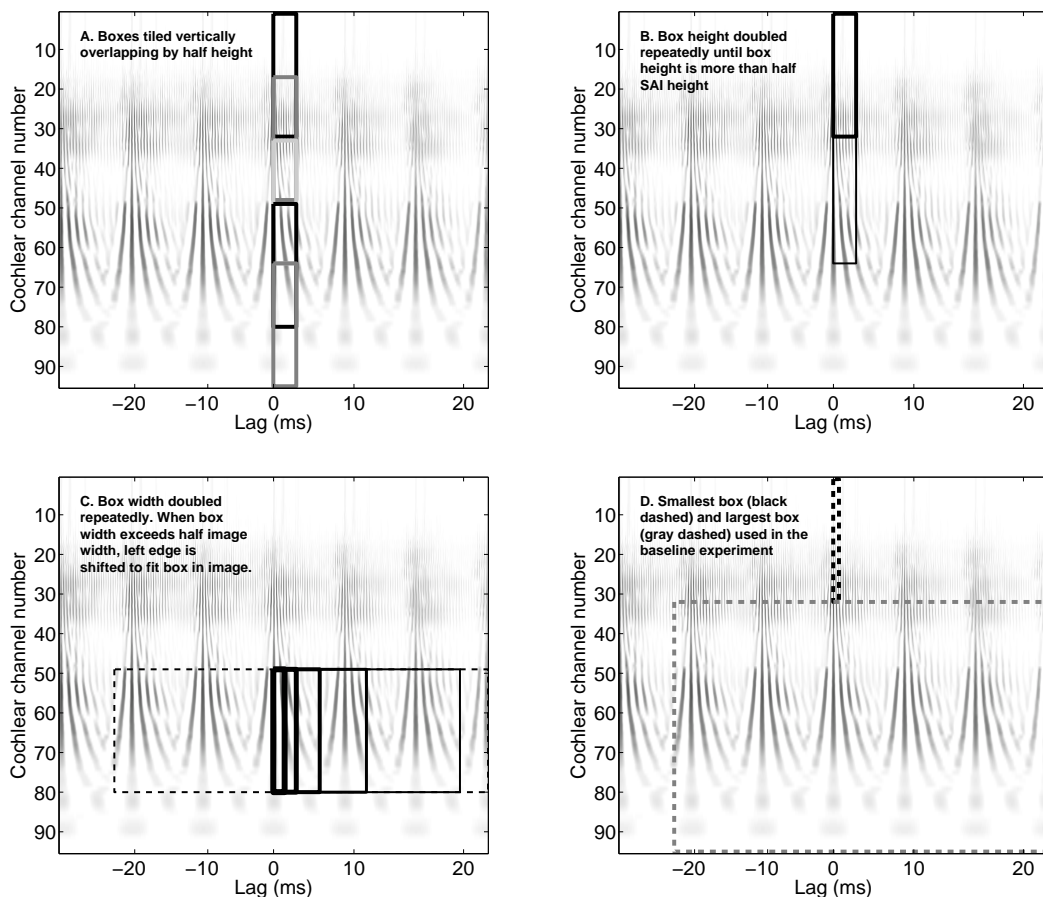 A. Boxes tiled vertically
overlapping by half height
10
20
30
40
50
60
70
80
90
Cochlear channel number
−20
−10
0
10
20
Lag (ms)
B. Box height doubled
repeatedly until box
height is more than half
SAI height
10
20
30
40
50
60
70
80
90
Cochlear channel number
−20
−10
0
10
20
Lag (ms)
C. Box width doubled
repeatedly. When box
width exceeds half image
width, left edge is
shifted to fit box in image.
10
20
30
40
50
60
70
80
90
Cochlear channel number
−20
−10
0
10
20
Lag (ms)
D. Smallest box (black
dashed) and largest box
(gray dashed) used in the
baseline experiment
10
20
30
40
50
60
70
80
90
Cochlear channel number
−20
−10
0
10
20
Lag (ms)